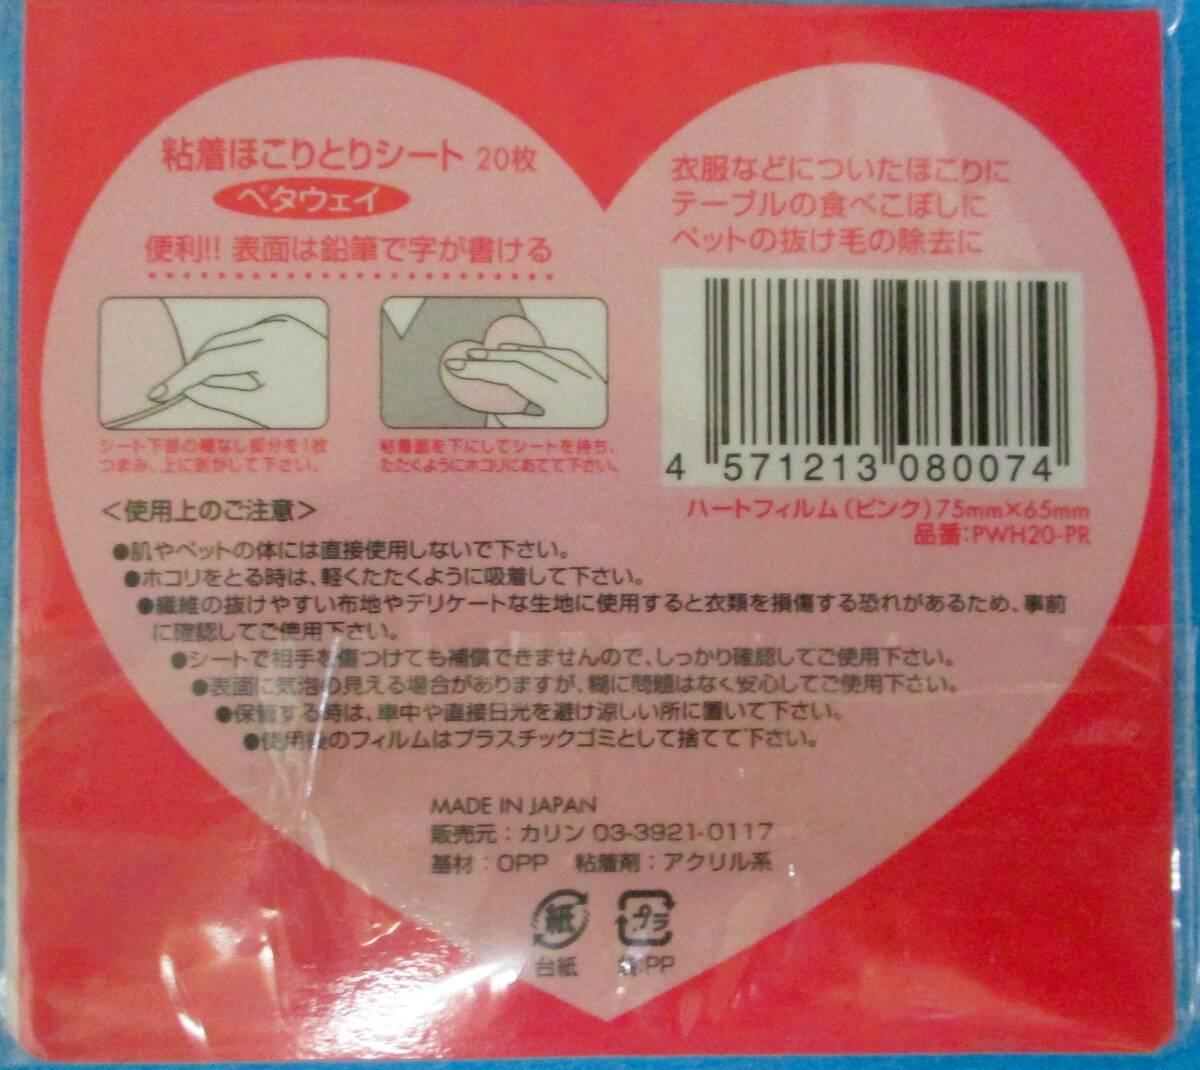 粘着ほこりとりシート 20枚
ペタウェイ
便利!! 表面は鉛筆で字が書ける
シート下部の糊なし部分を1枚
つまみ、上に剥がして下さい。
粘着面を下にしてシートを持ち、
たたくようにホコリにあてて下さい。
衣服などについたほこりに
テーブルの食べこぼしに
ペットの抜け毛の除去に
4 571213 080074
ハートフィルム(ピンク)75mm×65mm
品番:PWH20-PR
<使用上のご注意>
●肌やペットの体には直接使用しないで下さい。
●ホコリをとる時は、軽くたたくように吸着して下さい。
●繊維の抜けやすい布地やデリケートな生地に使用すると衣類を損傷する恐れがあるため、事前
に確認してご使用下さい。
●シートで相手を傷つけても補償できませんので、しっかり確認してご使用下さい。
●表面に気泡の見える場合がありますが、糊に問題はなく安心してご使用下さい。
●保管する時は、車中や直接日光を避け涼しい所に置いて下さい。
●使用後のフィルムはプラスチックゴミとして捨てて下さい。
MADE IN JAPAN
販売元:カリン 03-3921-0117
基材:OPP 粘着剤:アクリル系
紙 プラ
台紙 袋:PP